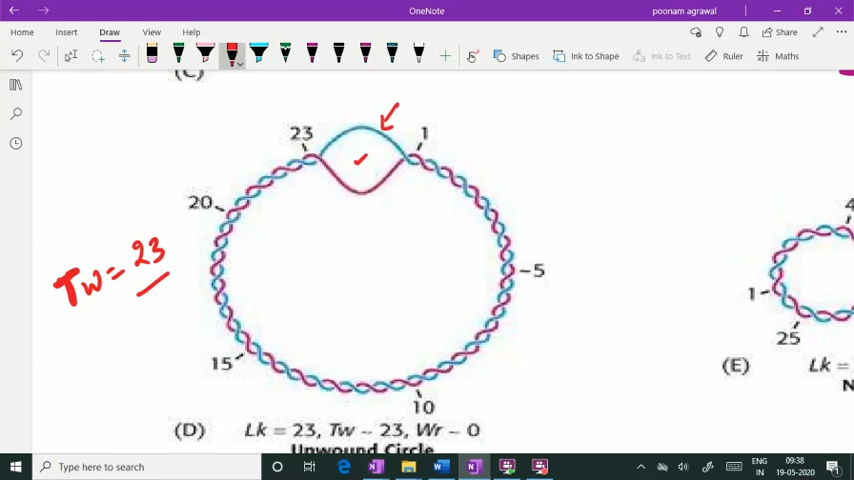 OneNote
poonam agrawal
Home Insert Draw View Help Share
Shapes Ink to Shape Ink to Text Ruler Maths
(C)
23 1
20
4
Tw = 23
-5
1
25
15
10
(E) Lk =
(D) Lk = 23, Tw ~ 23, Wr ~ 0
N
Unwound Circle
Type here to search
ENG 09:38
IN 19-05-2020